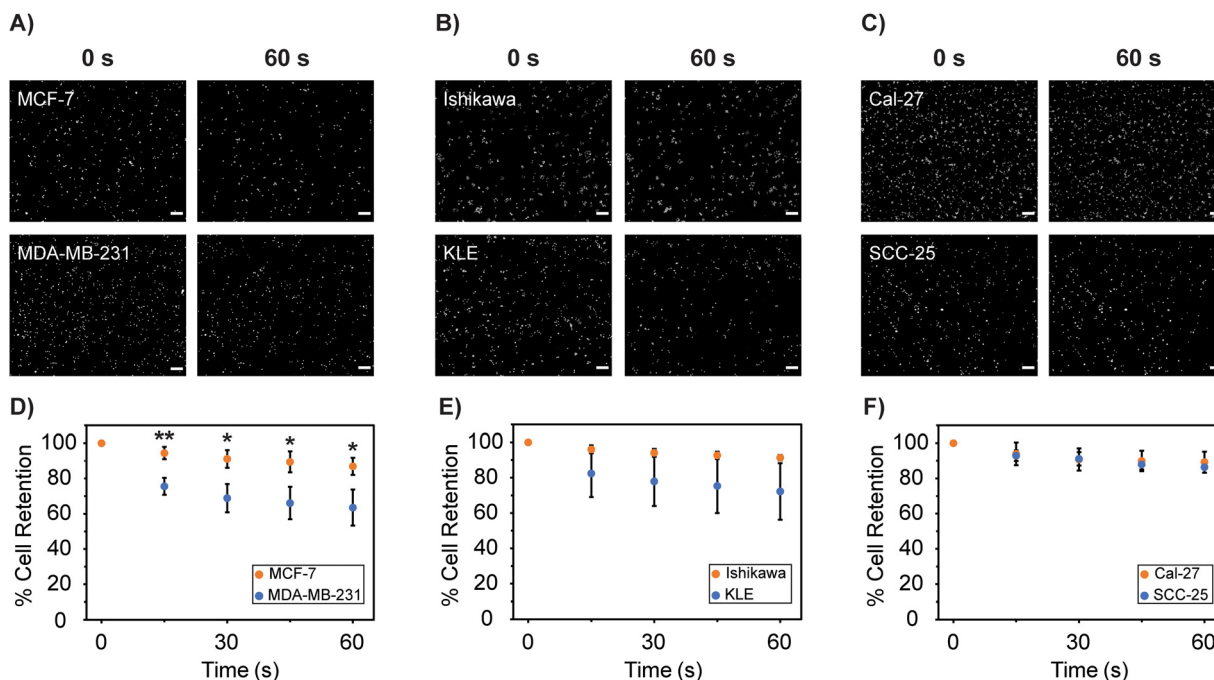 A)
0 s 60 s
MCF-7
MDA-MB-231
B)
0 s 60 s
Ishikawa
KLE
C)
0 s 60 s
Cal-27
SCC-25
D)
% Cell Retention
100
80
60
40
20
0
** * * *
MCF-7
MDA-MB-231
0 30 60
Time (s)
E)
% Cell Retention
100
80
60
40
20
0
Ishikawa
KLE
0 30 60
Time (s)
F)
% Cell Retention
100
80
60
40
20
0
Cal-27
SCC-25
0 30 60
Time (s)